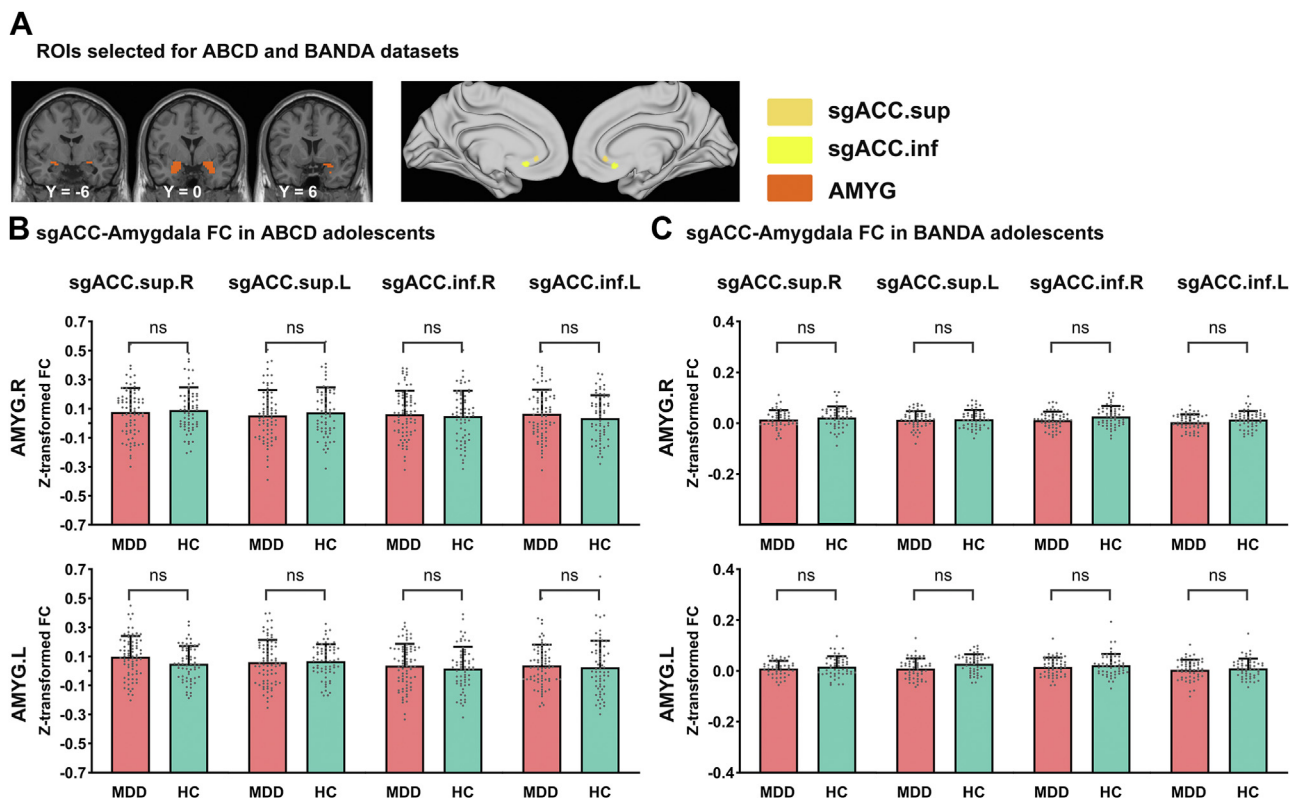 A
ROIs selected for ABCD and BANDA datasets
Y = -6
Y = 0
Y = 6
sgACC.sup
sgACC.inf
AMYG
B sgACC-Amygdala FC in ABCD adolescents
sgACC.sup.R sgACC.sup.L sgACC.inf.R sgACC.inf.L
AMYG.R
Z-transformed FC
0.7
0.5
0.3
0.1
-0.1
-0.3
-0.5
-0.7
ns ns ns ns
MDD HC MDD HC MDD HC MDD HC
AMYG.L
Z-transformed FC
0.7
0.5
0.3
0.1
-0.1
-0.3
-0.5
-0.7
ns ns ns ns
MDD HC MDD HC MDD HC MDD HC
C sgACC-Amygdala FC in BANDA adolescents
sgACC.sup.R sgACC.sup.L sgACC.inf.R sgACC.inf.L
AMYG.R
Z-transformed FC
0.4
0.2
0.0
-0.2
ns ns ns ns
MDD HC MDD HC MDD HC MDD HC
AMYG.L
Z-transformed FC
0.4
0.2
0.0
-0.2
-0.4
ns ns ns ns
MDD HC MDD HC MDD HC MDD HC